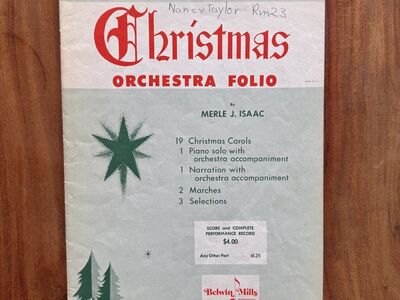 Nancy Taylor Rm23
Christmas
ORCHESTRA FOLIO
By
MERLE J. ISAAC
19 Christmas Carols
1 Piano solo with
orchestra accompaniment
1 Narration with
orchestra accompaniment
2 Marches
3 Selections
SCORE and COMPLETE
PERFORMANCE RECORD
$4.00
Any Other Part $1.25
Belwin Mills